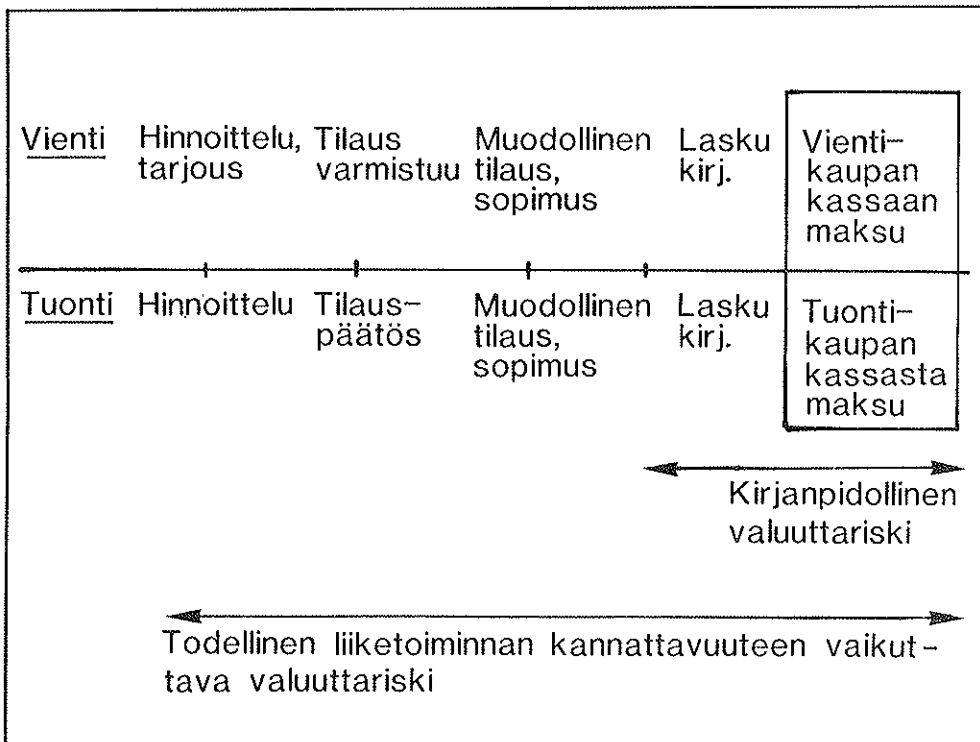 Vienti
Hinnoittelu,
tarjous
Tilaus
varmistuu
Muodollinen
tilaus,
sopimus
Lasku
kirj.
Vienti-
kaupan
kassaan
maksu
Tuonti
Hinnoittelu
Tilaus-
päätös
Muodollinen
tilaus,
sopimus
Lasku
kirj.
Tuonti-
kaupan
kassasta
maksu
Kirjanpidollinen
valuuttariski
Todellinen liiketoiminnan kannattavuuteen vaikut-
tava valuuttariski